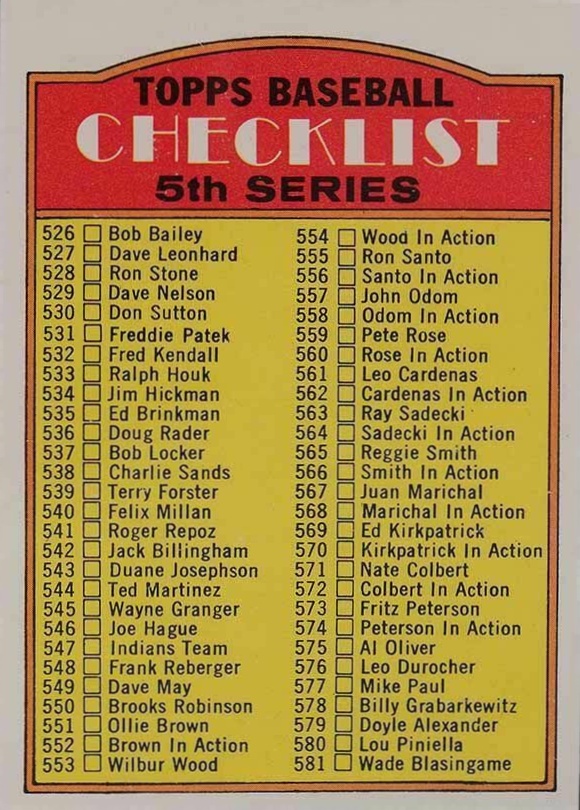 TOPPS BASEBALL
CHECKLIST
5th SERIES
526 Bob Bailey
527 Dave Leonhard
528 Ron Stone
529 Dave Nelson
530 Don Sutton
531 Freddie Patek
532 Fred Kendall
533 Ralph Houk
534 Jim Hickman
535 Ed Brinkman
536 Doug Rader
537 Bob Locker
538 Charlie Sands
539 Terry Forster
540 Felix Millan
541 Roger Repoz
542 Jack Billingham
543 Duane Josephson
544 Ted Martinez
545 Wayne Granger
546 Joe Hague
547 Indians Team
548 Frank Reberger
549 Dave May
550 Brooks Robinson
551 Ollie Brown
552 Brown In Action
553 Wilbur Wood
554 Wood In Action
555 Ron Santo
556 Santo In Action
557 John Odom
558 Odom In Action
559 Pete Rose
560 Rose In Action
561 Leo Cardenas
562 Cardenas In Action
563 Ray Sadecki
564 Sadecki In Action
565 Reggie Smith
566 Smith In Action
567 Juan Marichal
568 Marichal In Action
569 Ed Kirkpatrick
570 Kirkpatrick In Action
571 Nate Colbert
572 Colbert In Action
573 Fritz Peterson
574 Peterson In Action
575 Al Oliver
576 Leo Durocher
577 Mike Paul
578 Billy Grabarkewitz
579 Doyle Alexander
580 Lou Piniella
581 Wade Blasingame